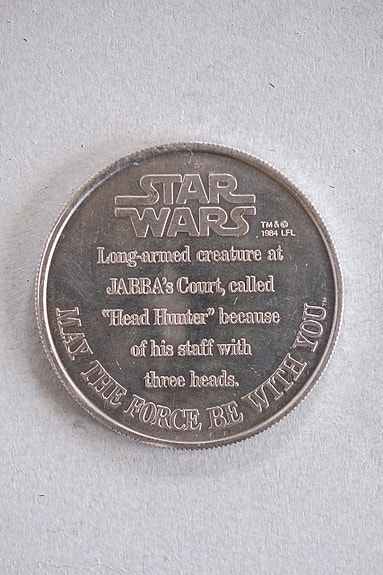 STAR
WARS
TM & ©
1984 LFL
Long-armed creature at
JABBA's Court, called
"Head Hunter" because
of his staff with
three heads.
MAY THE FORCE BE WITH YOU.™